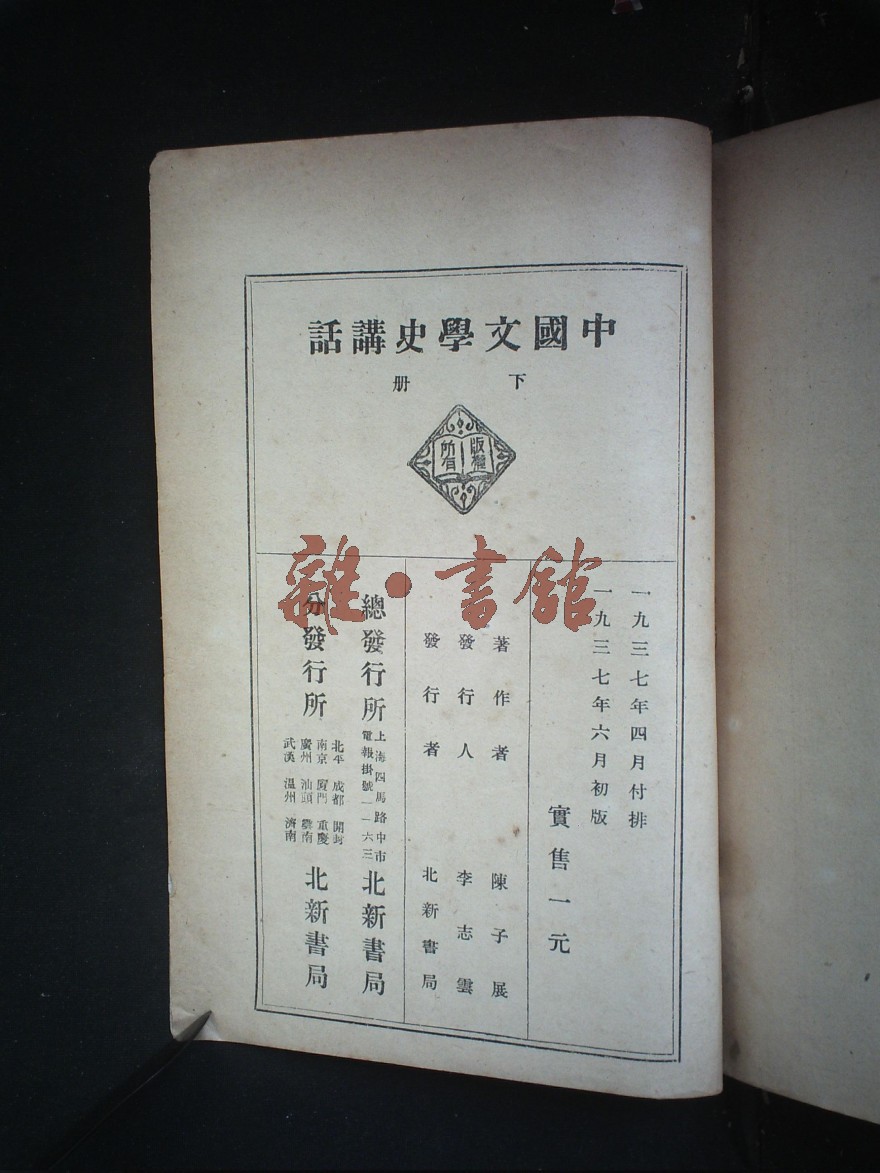 中國文學史講話
下册
版權所有
雜·書館
一九三七年四月付排
一九三七年六月初版
實售一元
著作者 陳子展
發行人 李志雲
發行者 北新書局
總發行所 上海四馬路中市 電報掛號一一六三 北新書局
分發行所
北平 成都 開封
南京 厦門 重慶
廣州 汕頭 雲南
武漢 温州 濟南
北新書局